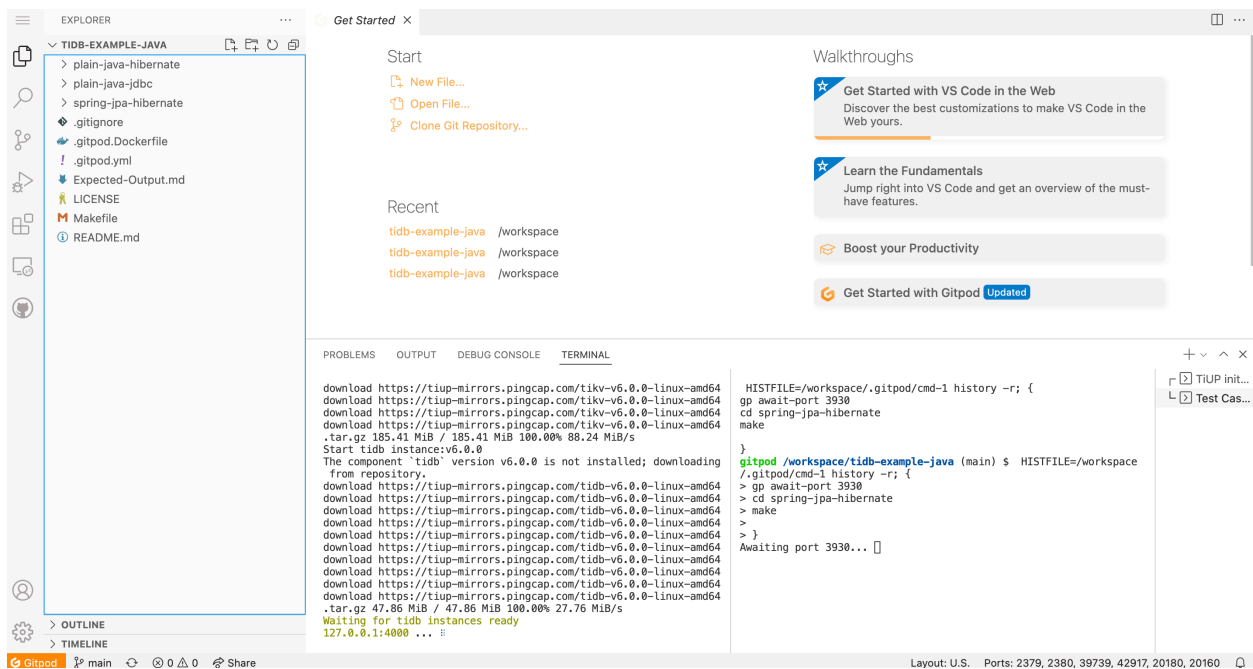 EXPLORER
TIDB-EXAMPLE-JAVA
plain-java-hibernate
plain-java-jdbc
spring-jpa-hibernate
.gitignore
.gitpod.Dockerfile
.gitpod.yml
Expected-Output.md
LICENSE
Makefile
README.md
OUTLINE
TIMELINE
Get Started
Start
New File...
Open File...
Clone Git Repository...
Recent
tidb-example-java /workspace
tidb-example-java /workspace
tidb-example-java /workspace
Walkthroughs
Get Started with VS Code in the Web
Discover the best customizations to make VS Code in the
Web yours.
Learn the Fundamentals
Jump right into VS Code and get an overview of the must-
have features.
Boost your Productivity
Get Started with Gitpod Updated
PROBLEMS OUTPUT DEBUG CONSOLE TERMINAL
download https://tiup-mirrors.pingcap.com/tikv-v6.0.0-linux-amd64
download https://tiup-mirrors.pingcap.com/tikv-v6.0.0-linux-amd64
download https://tiup-mirrors.pingcap.com/tikv-v6.0.0-linux-amd64
download https://tiup-mirrors.pingcap.com/tikv-v6.0.0-linux-amd64
.tar.gz 185.41 MiB / 185.41 MiB 100.00% 88.24 MiB/s
Start tidb instance:v6.0.0
The component `tidb` version v6.0.0 is not installed; downloading
from repository.
download https://tiup-mirrors.pingcap.com/tidb-v6.0.0-linux-amd64
download https://tiup-mirrors.pingcap.com/tidb-v6.0.0-linux-amd64
download https://tiup-mirrors.pingcap.com/tidb-v6.0.0-linux-amd64
download https://tiup-mirrors.pingcap.com/tidb-v6.0.0-linux-amd64
download https://tiup-mirrors.pingcap.com/tidb-v6.0.0-linux-amd64
download https://tiup-mirrors.pingcap.com/tidb-v6.0.0-linux-amd64
download https://tiup-mirrors.pingcap.com/tidb-v6.0.0-linux-amd64
download https://tiup-mirrors.pingcap.com/tidb-v6.0.0-linux-amd64
download https://tiup-mirrors.pingcap.com/tidb-v6.0.0-linux-amd64
download https://tiup-mirrors.pingcap.com/tidb-v6.0.0-linux-amd64
.tar.gz 47.86 MiB / 47.86 MiB 100.00% 27.76 MiB/s
Waiting for tidb instances ready
127.0.0.1:4000 ...
HISTFILE=/workspace/.gitpod/cmd-1 history -r; {
gp await-port 3930
cd spring-jpa-hibernate
make
}
gitpod /workspace/tidb-example-java (main) $ HISTFILE=/workspace
/.gitpod/cmd-1 history -r; {
> gp await-port 3930
> cd spring-jpa-hibernate
> make
>
> }
Awaiting port 3930...
TiUP init...
Test Cas...
Gitpod main 0 0 Share
Layout: U.S. Ports: 2379, 2380, 39739, 42917, 20180, 20160